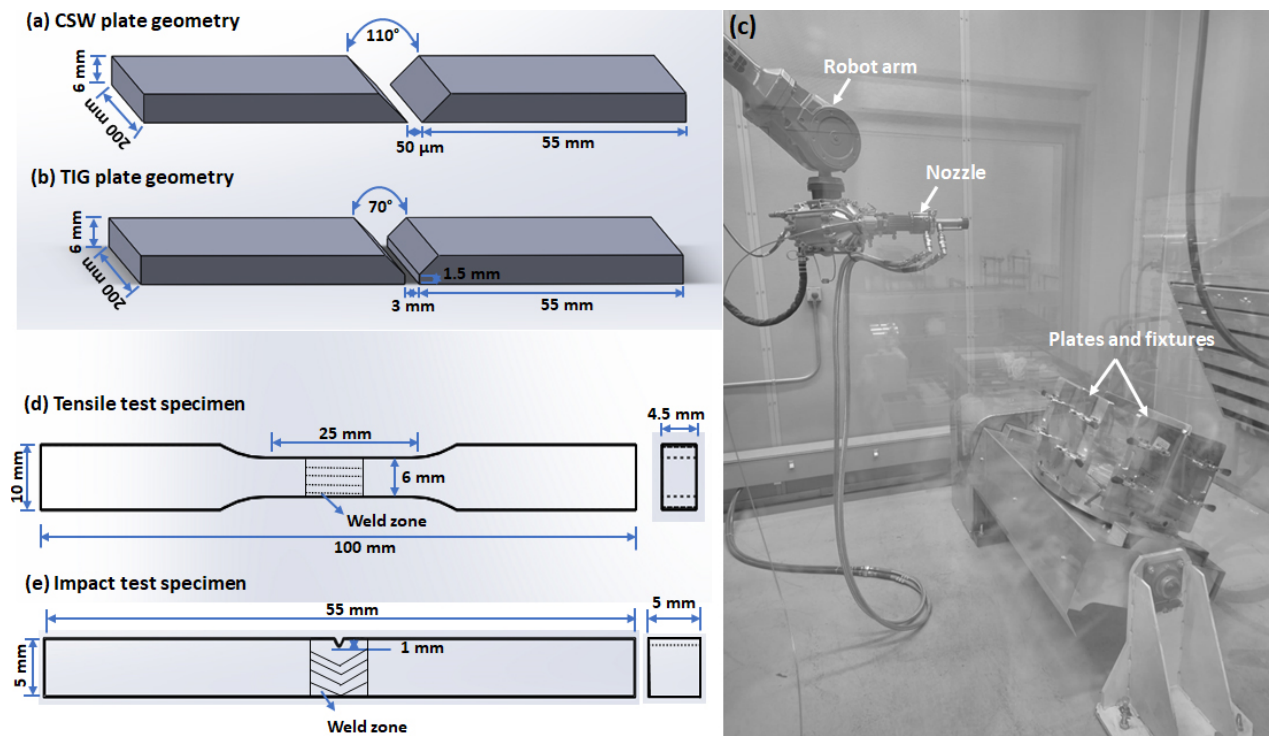 (a) CSW plate geometry
110°
6 mm
200 mm
50 µm
55 mm
(b) TIG plate geometry
70°
6 mm
200 mm
1.5 mm
3 mm
55 mm
(c)
Robot arm
Nozzle
Plates and fixtures
(d) Tensile test specimen
25 mm
4.5 mm
10 mm
6 mm
Weld zone
100 mm
(e) Impact test specimen
55 mm
5 mm
5 mm
1 mm
Weld zone